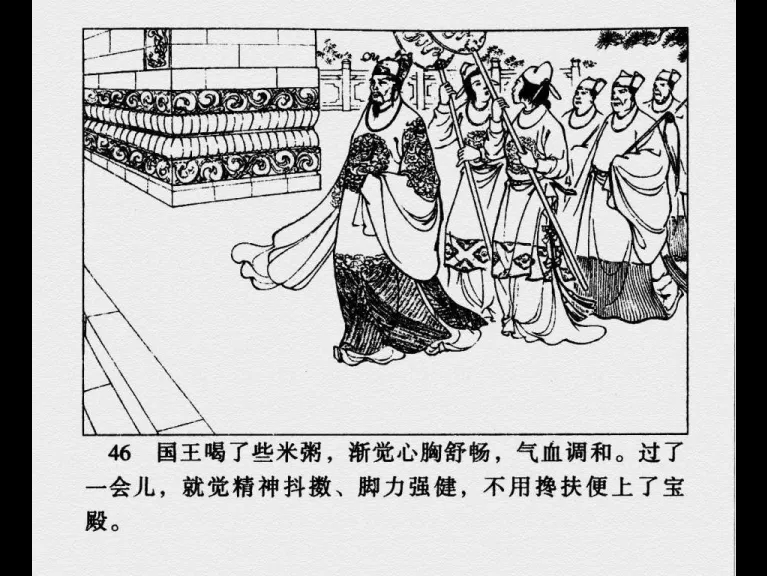 46 国王喝了些米粥，渐觉心胸舒畅，气血调和。过了
一会儿，就觉精神抖擞、脚力强健，不用搀扶便上了宝
殿。